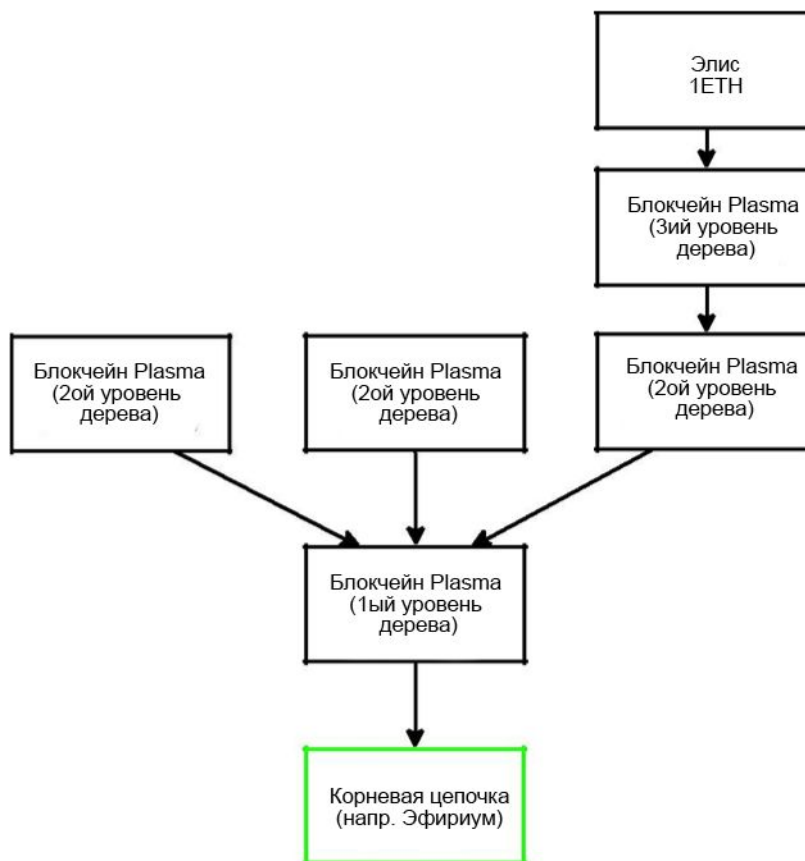 Элис
1ETH
Блокчейн Plasma
(3ий уровень
дерева)
Блокчейн Plasma
(2ой уровень
дерева)
Блокчейн Plasma
(2ой уровень
дерева)
Блокчейн Plasma
(2ой уровень
дерева)
Блокчейн Plasma
(1ый уровень
дерева)
Корневая цепочка
(напр. Эфириум)